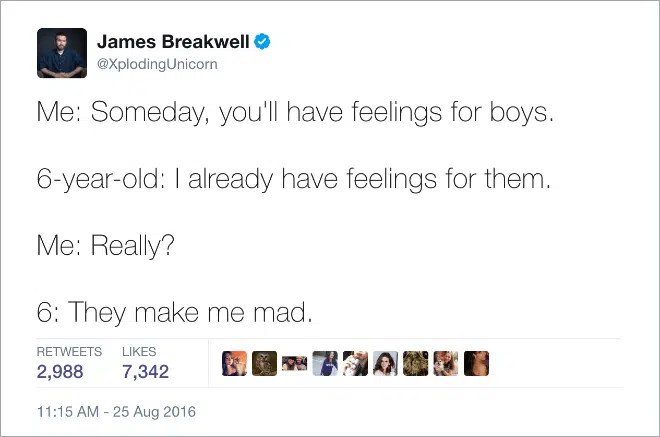 James Breakwell
@XplodingUnicorn
Me: Someday, you'll have feelings for boys.
6-year-old: I already have feelings for them.
Me: Really?
6: They make me mad.
RETWEETS LIKES
2,988 7,342
11:15 AM - 25 Aug 2016